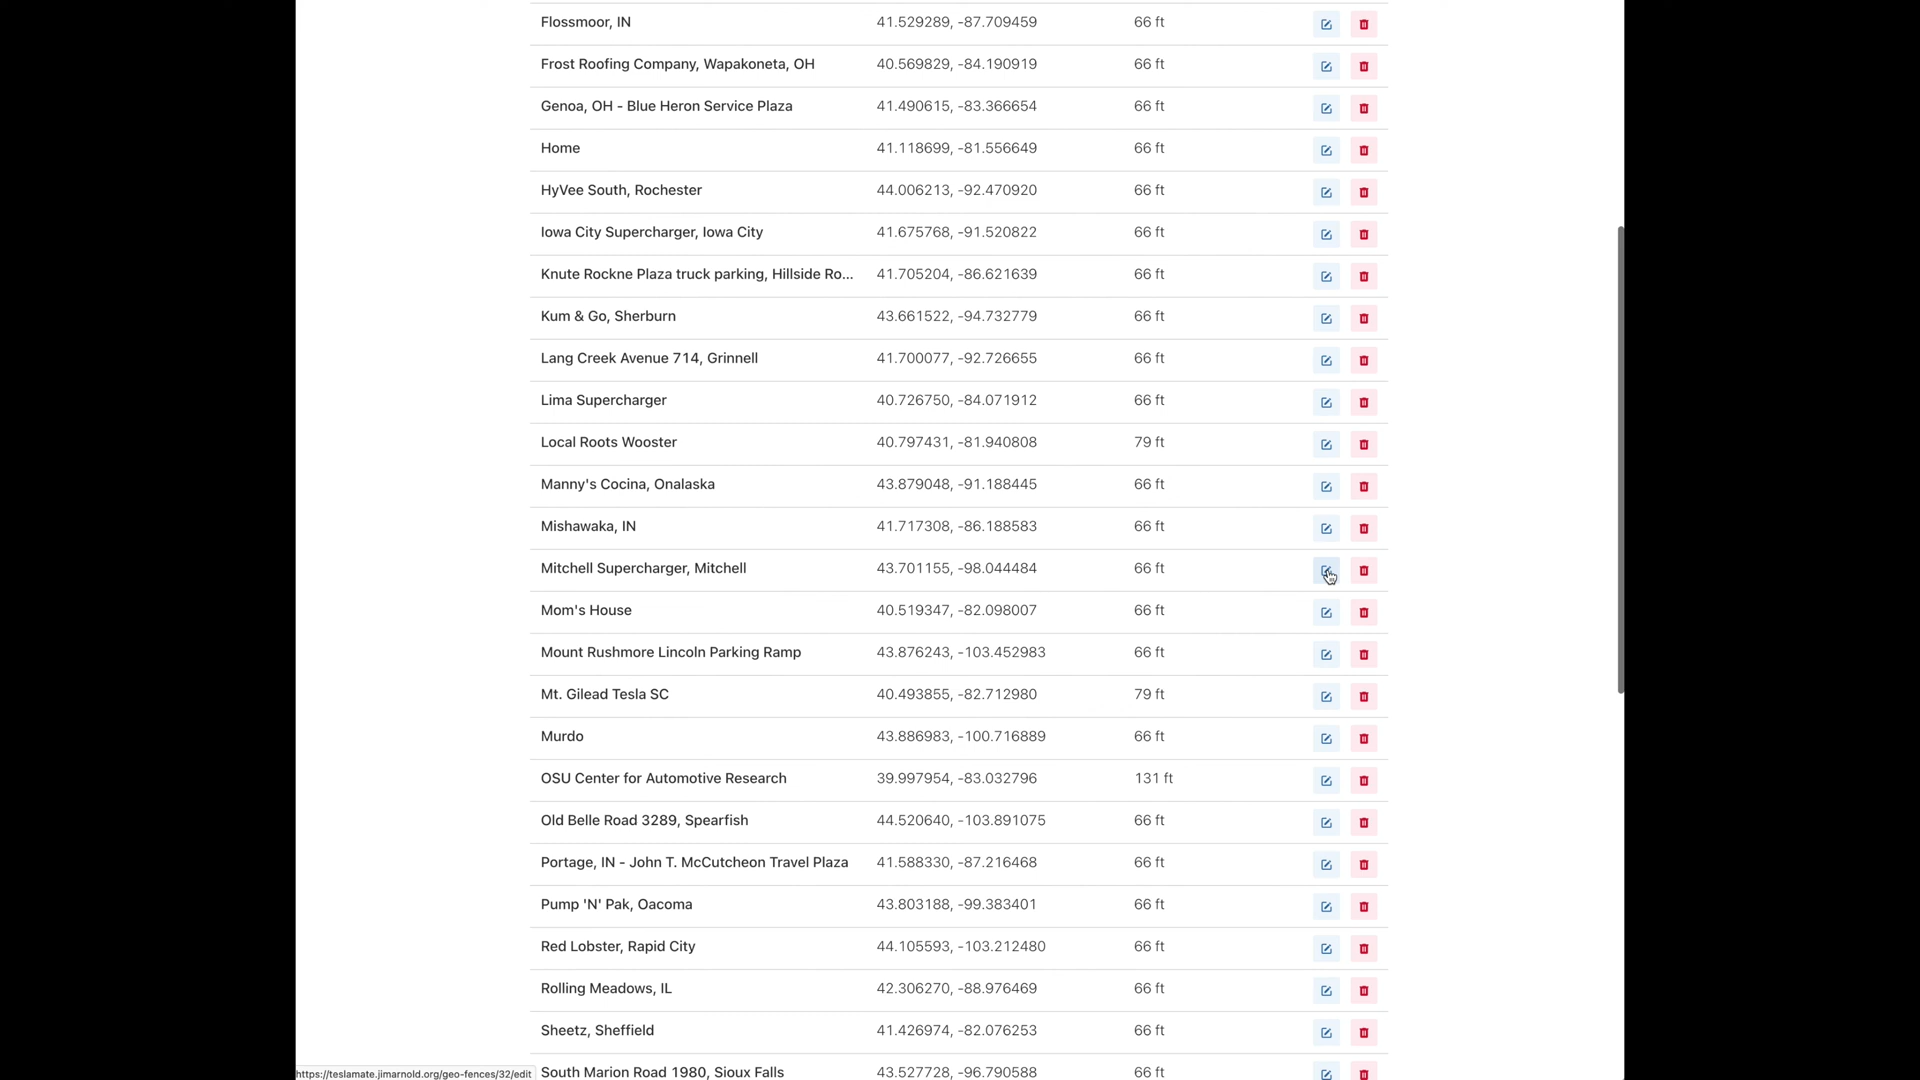 Flossmoor, IN 41.529289, -87.709459 66 ft
Frost Roofing Company, Wapakoneta, OH 40.569829, -84.190919 66 ft
Genoa, OH - Blue Heron Service Plaza 41.490615, -83.366654 66 ft
Home 41.118699, -81.556649 66 ft
HyVee South, Rochester 44.006213, -92.470920 66 ft
Iowa City Supercharger, Iowa City 41.675768, -91.520822 66 ft
Knute Rockne Plaza truck parking, Hillside Ro... 41.705204, -86.621639 66 ft
Kum & Go, Sherburn 43.661522, -94.732779 66 ft
Lang Creek Avenue 714, Grinnell 41.700077, -92.726655 66 ft
Lima Supercharger 40.726750, -84.071912 66 ft
Local Roots Wooster 40.797431, -81.940808 79 ft
Manny's Cocina, Onalaska 43.879048, -91.188445 66 ft
Mishawaka, IN 41.717308, -86.188583 66 ft
Mitchell Supercharger, Mitchell 43.701155, -98.044484 66 ft
Mom's House 40.519347, -82.098007 66 ft
Mount Rushmore Lincoln Parking Ramp 43.876243, -103.452983 66 ft
Mt. Gilead Tesla SC 40.493855, -82.712980 79 ft
Murdo 43.886983, -100.716889 66 ft
OSU Center for Automotive Research 39.997954, -83.032796 131 ft
Old Belle Road 3289, Spearfish 44.520640, -103.891075 66 ft
Portage, IN - John T. McCutcheon Travel Plaza 41.588330, -87.216468 66 ft
Pump 'N' Pak, Oacoma 43.803188, -99.383401 66 ft
Red Lobster, Rapid City 44.105593, -103.212480 66 ft
Rolling Meadows, IL 42.306270, -88.976469 66 ft
Sheetz, Sheffield 41.426974, -82.076253 66 ft
South Marion Road 1980, Sioux Falls 43.527728, -96.790588 66 ft
https://teslamate.jimarnold.org/geo-fences/32/edit